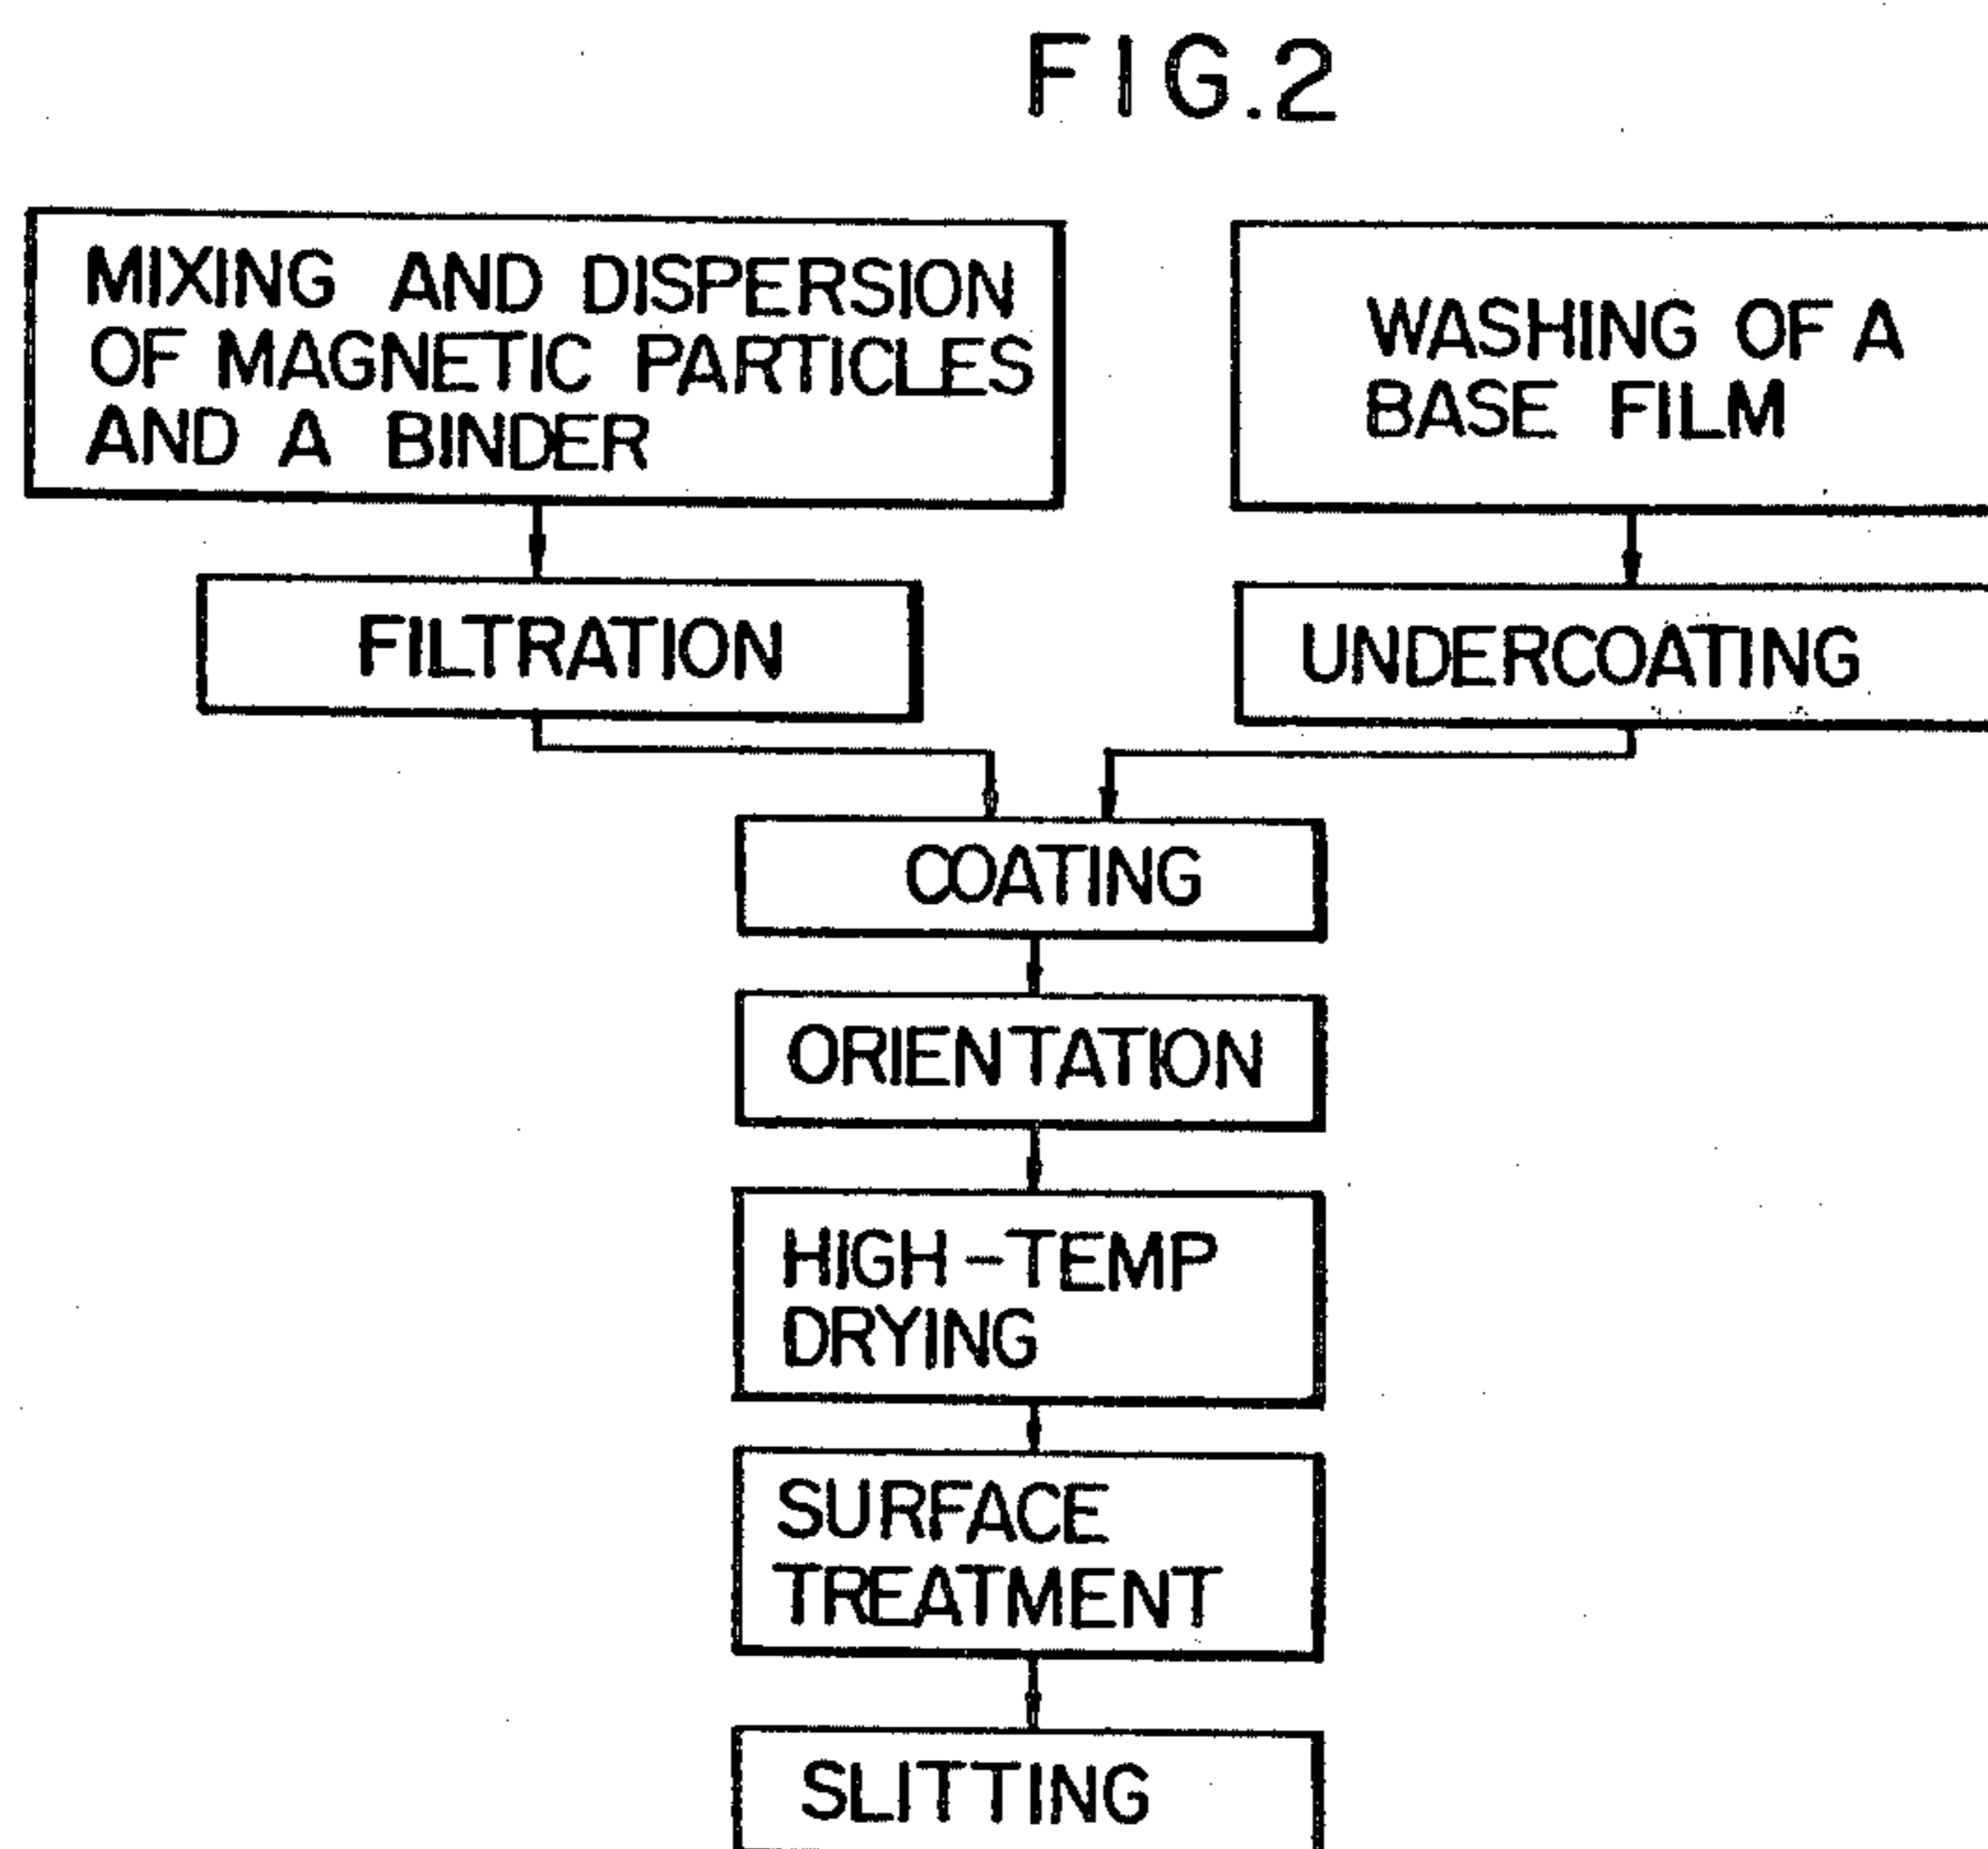 FIG.2
MIXING AND DISPERSION
OF MAGNETIC PARTICLES
AND A BINDER
WASHING OF A
BASE FILM
FILTRATION
UNDERCOATING
COATING
ORIENTATION
HIGH-TEMP
DRYING
SURFACE
TREATMENT
SLITTING